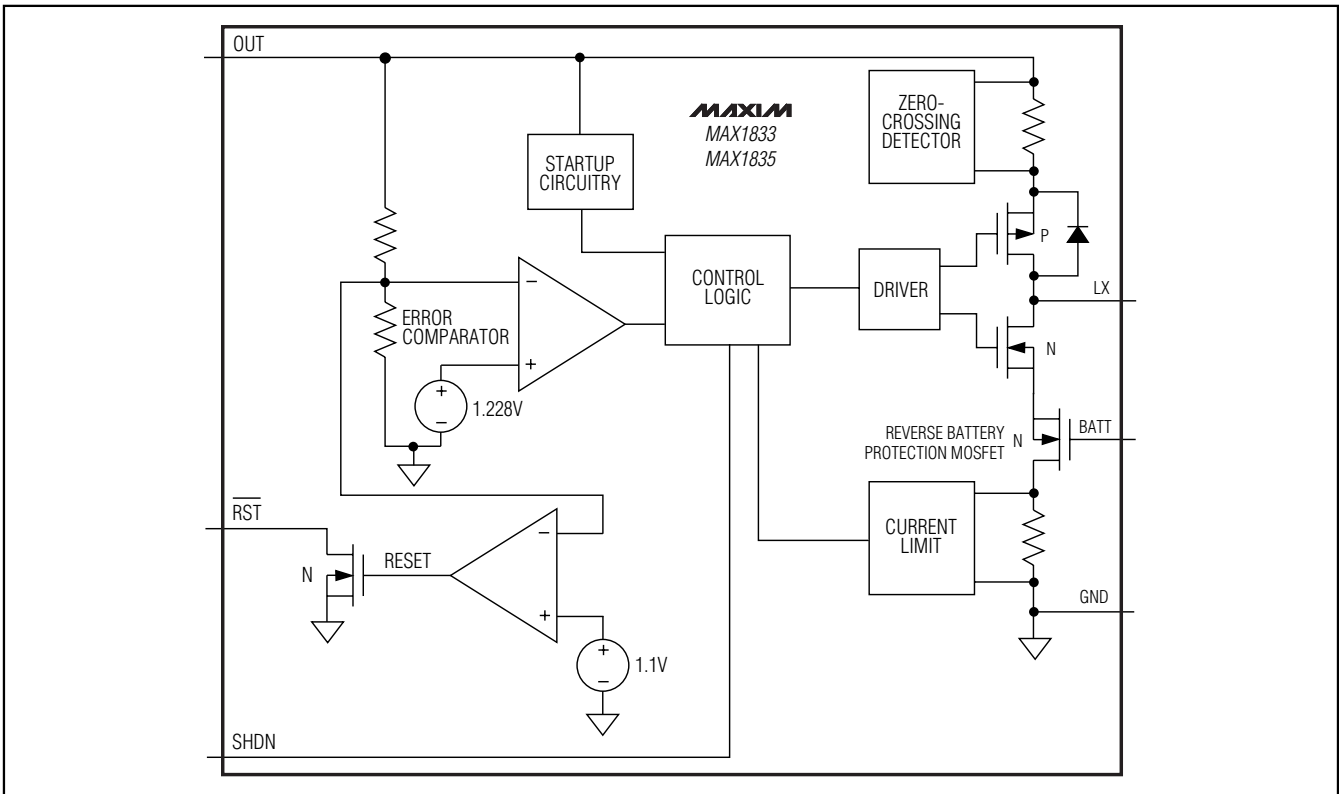 OUT
MAXIM
MAX1833
MAX1835
ZERO-
CROSSING
DETECTOR
STARTUP
CIRCUITRY
P
CONTROL
LOGIC
DRIVER
LX
−
ERROR
COMPARATOR
+
N
+
−
1.228V
REVERSE BATTERY
PROTECTION MOSFET
N
BATT
RST
CURRENT
LIMIT
−
RESET
N
+
GND
+
−
1.1V
SHDN